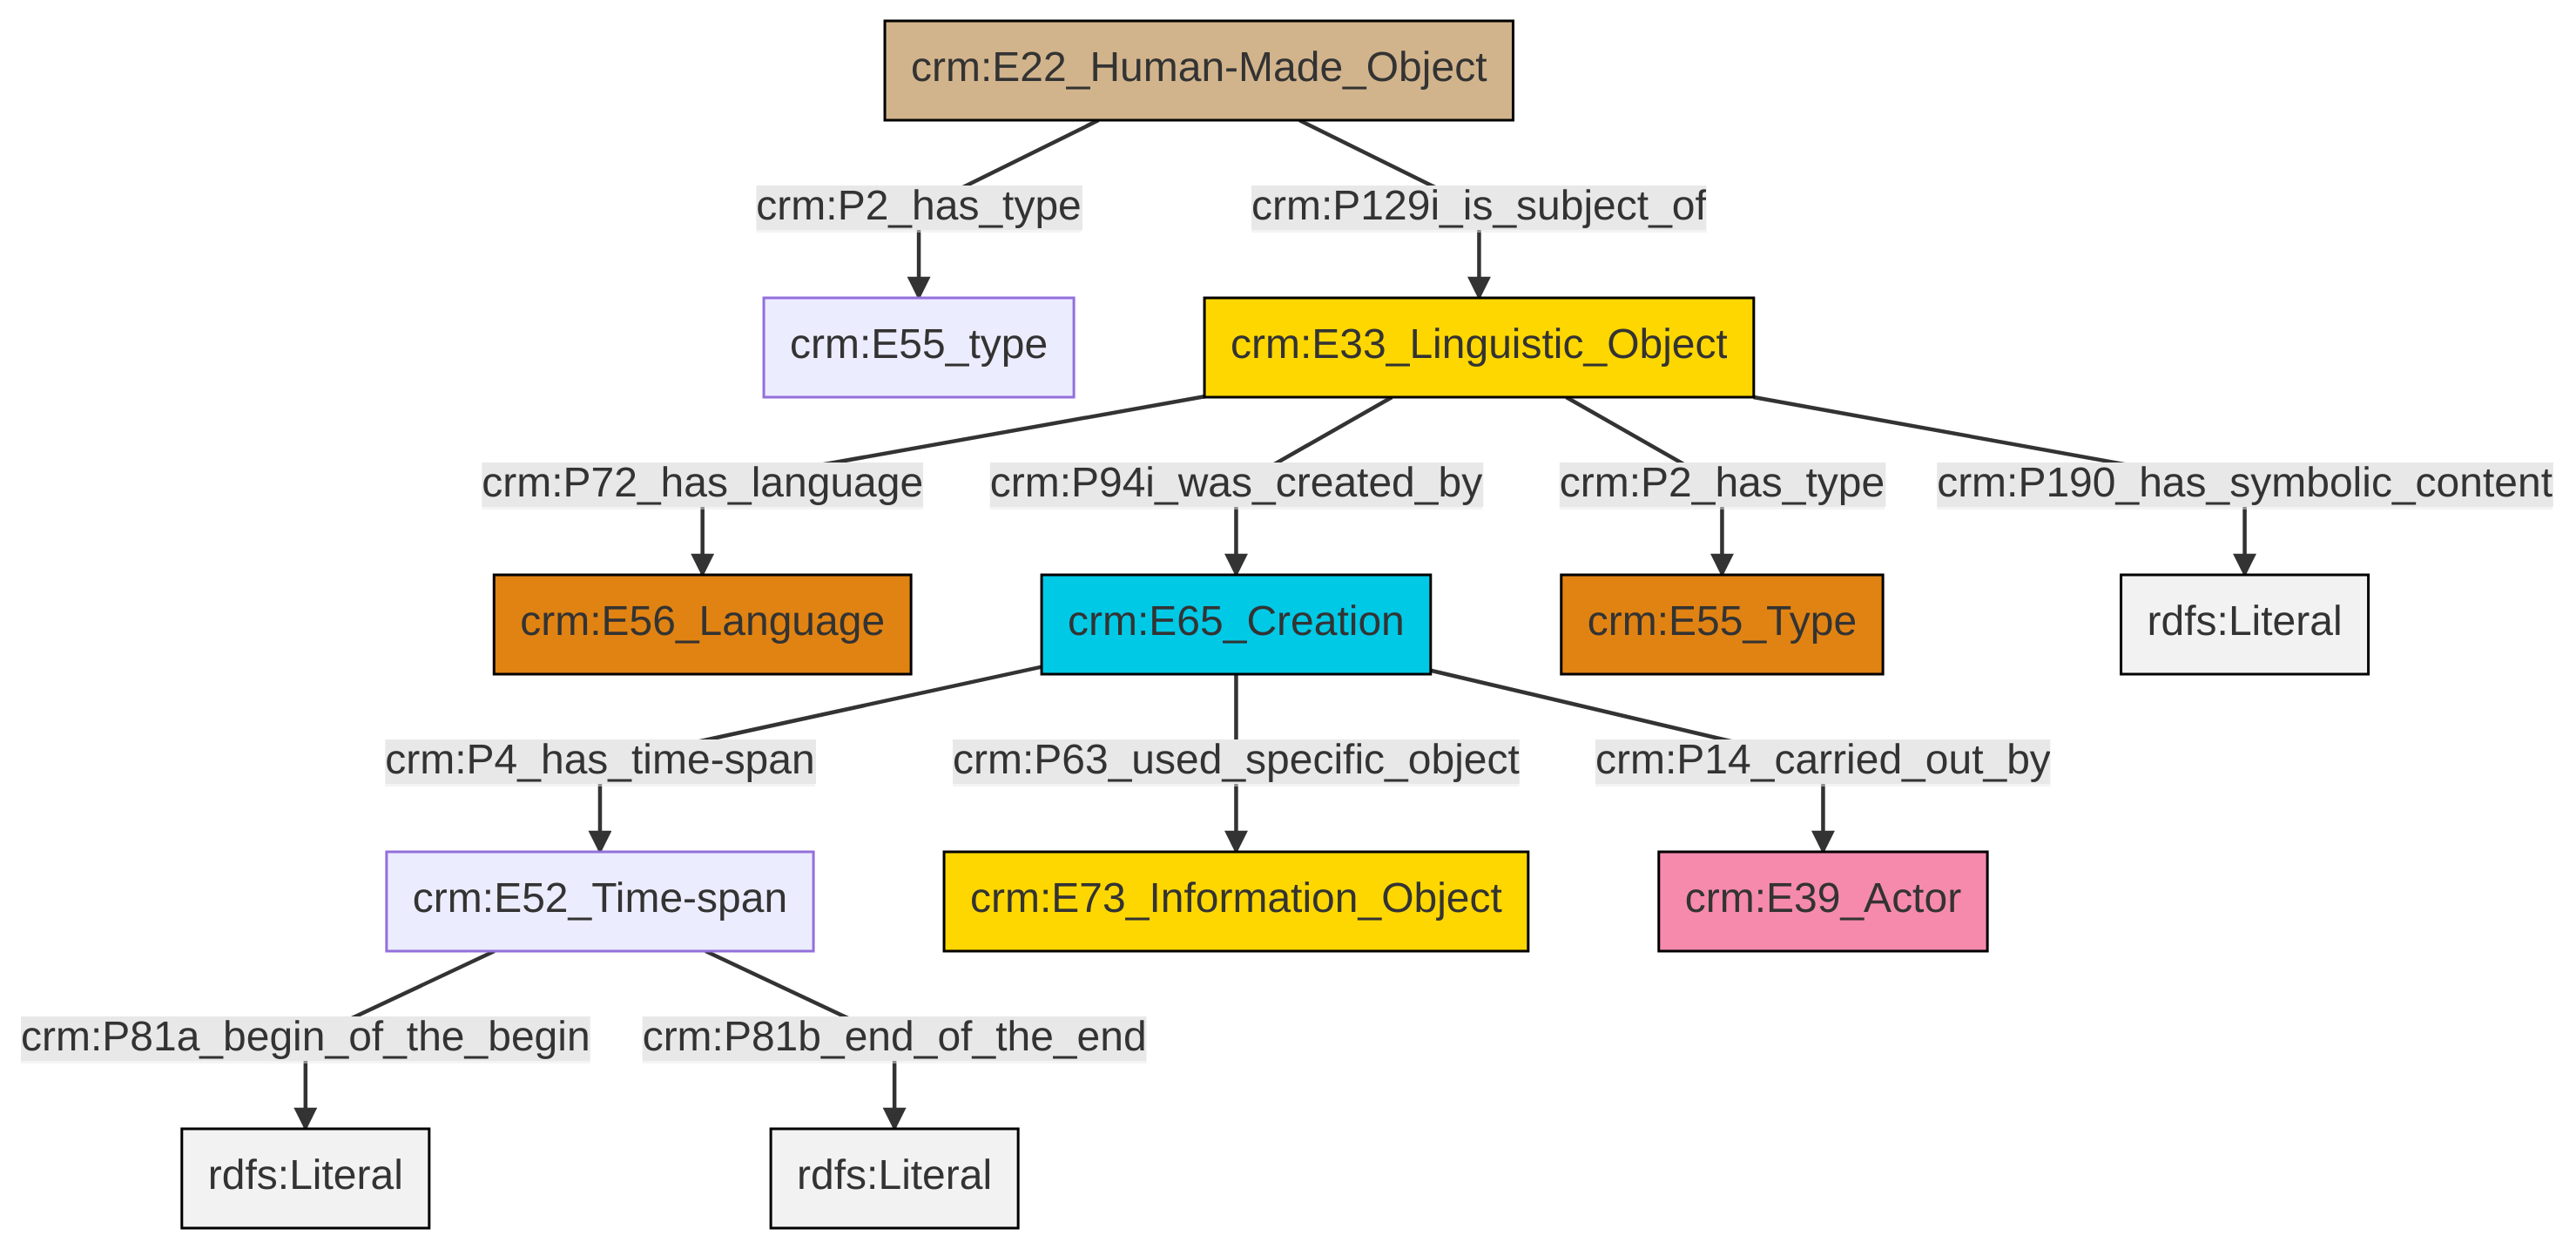 crm:E22_Human-Made_Object
crm:P2_has_type
crm:P129i_is_subject_of
crm:E55_type
crm:E33_Linguistic_Object
crm:P72_has_language
crm:P94i_was_created_by
crm:P2_has_type
crm:P190_has_symbolic_content
crm:E56_Language
crm:E65_Creation
crm:E55_Type
rdfs:Literal
crm:P4_has_time-span
crm:P63_used_specific_object
crm:P14_carried_out_by
crm:E52_Time-span
crm:E73_Information_Object
crm:E39_Actor
crm:P81a_begin_of_the_begin
crm:P81b_end_of_the_end
rdfs:Literal
rdfs:Literal